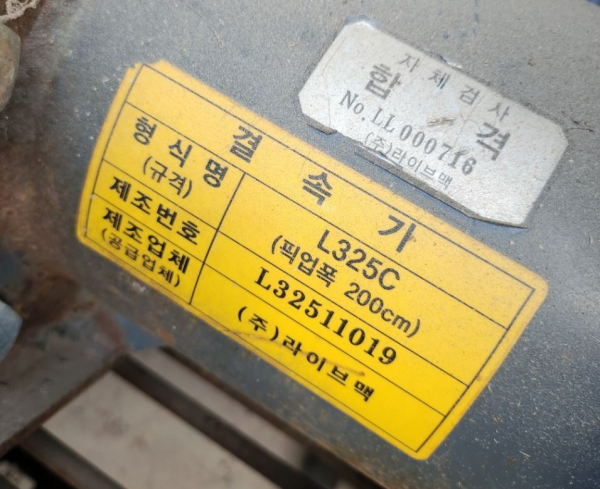 자체검사
합격
No.LL000716
(주)라이브맥
결속기
형식명
(규격)
L325C
(픽업폭 200cm)
제조번호
L32511019
제조업체
(공급업체)
(주)라이브맥